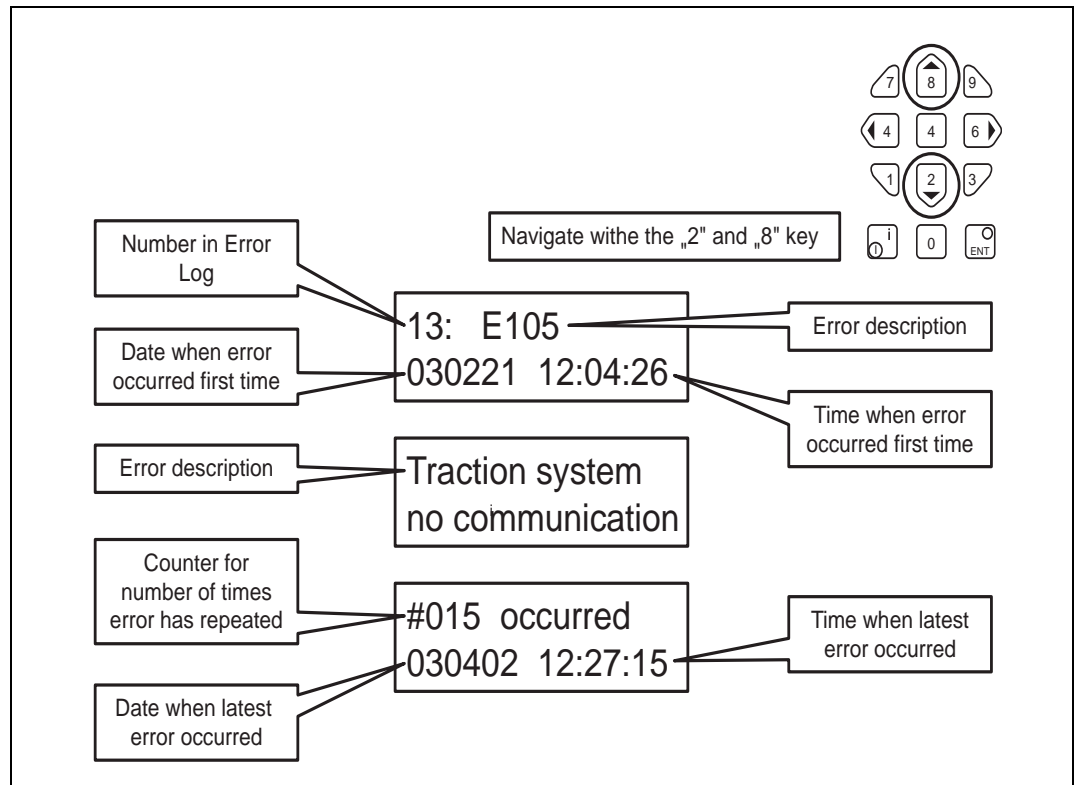 7 8 9
4 4 6
1 2 3
i 0 ENT
Navigate withe the „2" and „8" key
Number in Error
Log
13: E105
030221 12:04:26
Error description
Date when error
occurred first time
Time when error
occurred first time
Error description
Traction system
no communication
Counter for
number of times
error has repeated
#015 occurred
030402 12:27:15
Time when latest
error occurred
Date when latest
error occurred